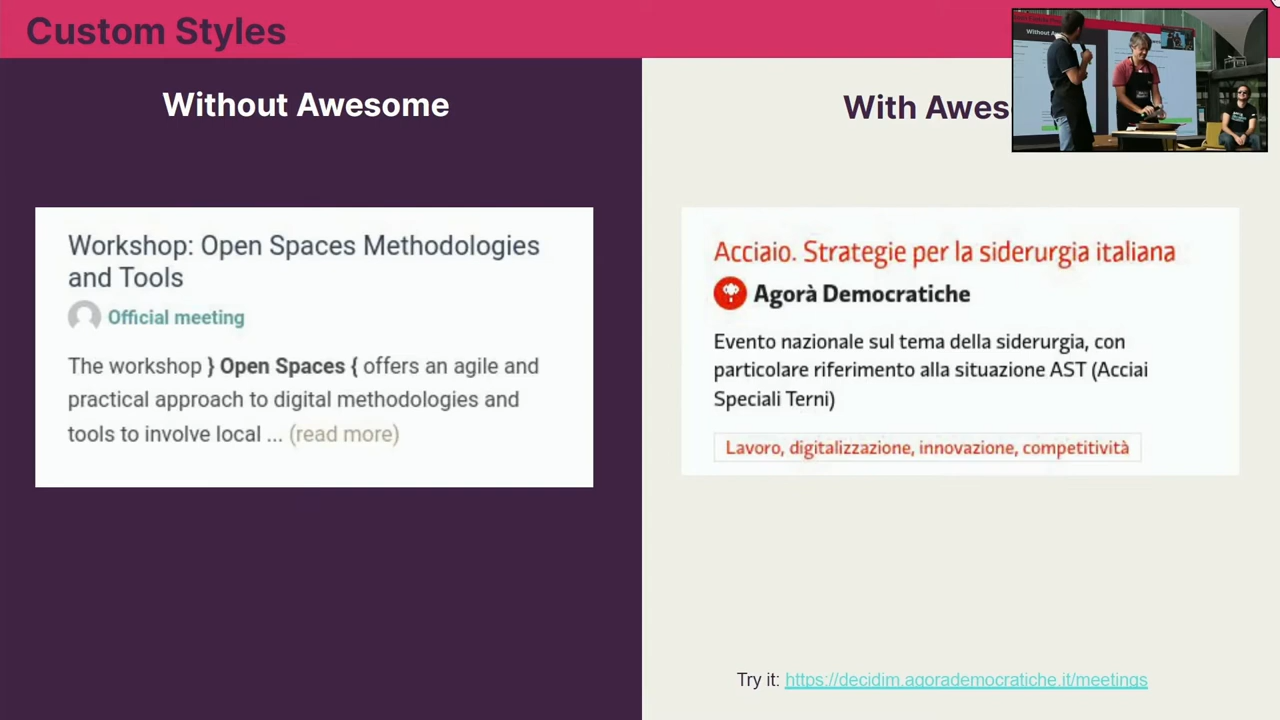 Custom Styles
Without Awesome
Workshop: Open Spaces Methodologies
and Tools
Official meeting
The workshop } Open Spaces { offers an agile and
practical approach to digital methodologies and
tools to involve local ... (read more)
With
Acciaio. Strategie per la siderurgia italiana
Agorà Democratiche
Evento nazionale sul tema della siderurgia, con
particolare riferimento alla situazione AST (Acciai
Speciali Terni)
Lavoro, digitalizzazione, innovazione, competitività
Try it: https://decidim.agorademocratiche.it/meetings